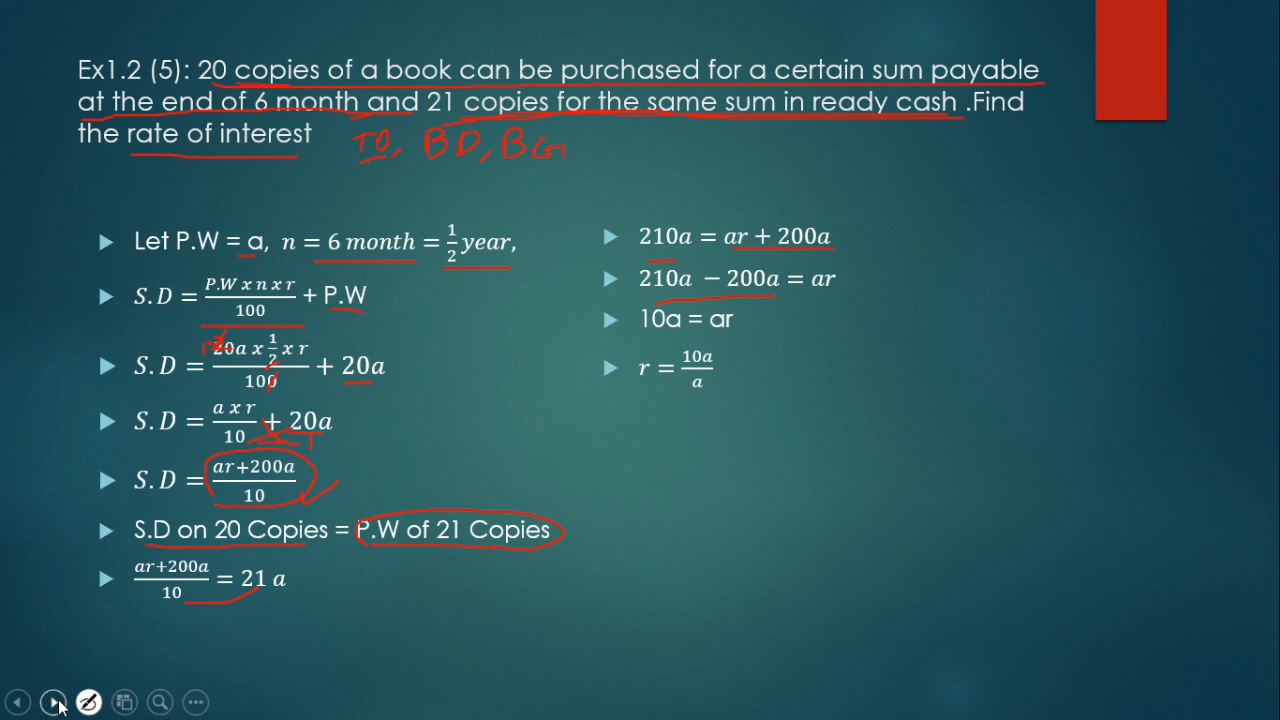 Ex1.2 (5): 20 copies of a book can be purchased for a certain sum payable
at the end of 6 month and 21 copies for the same sum in ready cash .Find
the rate of interest
TD, BD, BG
Let P.W = a, n = 6 month = 1/2 year,
S.D = P.W x n x r / 100 + P.W
S.D = 20a x 1/2 x r / 100 + 20a
S.D = a x r / 10 + 20a
S.D = ar+200a / 10
S.D on 20 Copies = P.W of 21 Copies
ar+200a / 10 = 21 a
210a = ar + 200a
210a − 200a = ar
10a = ar
r = 10a / a